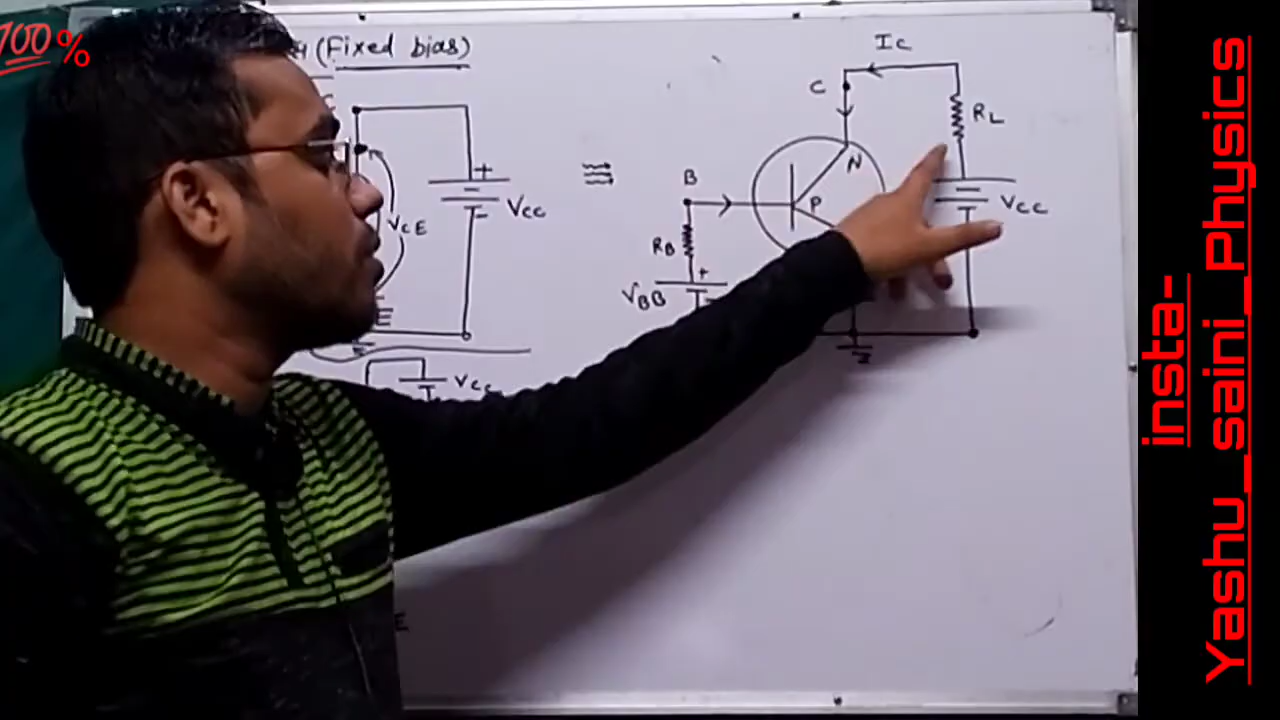 100%
(Fixed bias)
C
+
VCE
-
VCC
E
VCC
IC
C
RL
N
B
P
RB
VCC
+
VBB
E
insta-
Yashu_saini_Physics